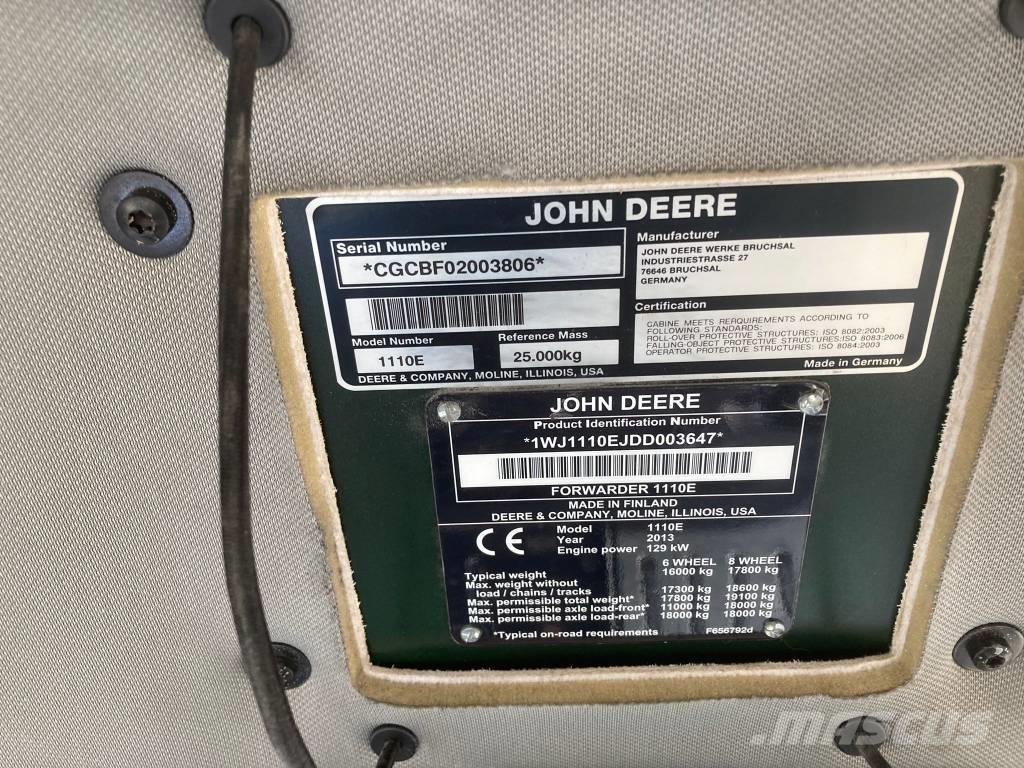 JOHN DEERE
Serial Number
*CGCBF02003806*
Model Number
1110E
Reference Mass
25.000kg
DEERE & COMPANY, MOLINE, ILLINOIS, USA
Manufacturer
JOHN DEERE WERKE BRUCHSAL
INDUSTRIESTRASSE 27
76646 BRUCHSAL
GERMANY
Certification
CABINE MEETS RERQUIREMENTS ACCORDING TO
FOLLOWING STANDARDS:
ROLL-OVER PROTECTIVE STRUCTURES: ISO 8082:2003
FALLING-OBJECT PROTECTIVE STRUCTURES:ISO 8083:2006
OPERATOR PROTECTIVE STRUCTURES: ISO 8084:2003
Made in Germany
JOHN DEERE
Product Identification Number
*1WJ1110EJDD003647*
FORWARDER 1110E
MADE IN FINLAND
DEERE & COMPANY, MOLINE, ILLINOIS, USA
CE
Model 1110E
Year 2013
Engine power 129 kW
6 WHEEL 8 WHEEL
Typical weight 16000 kg 17800 kg
Max. weight without
load / chains / tracks 17300 kg 18600 kg
Max. permissible total weight* 17800 kg 19100 kg
Max. permissible axle load-front* 11000 kg 18000 kg
Max. permissible axle load-rear* 18000 kg 18000 kg
*Typical on-road requirements F656792d
MASCUS